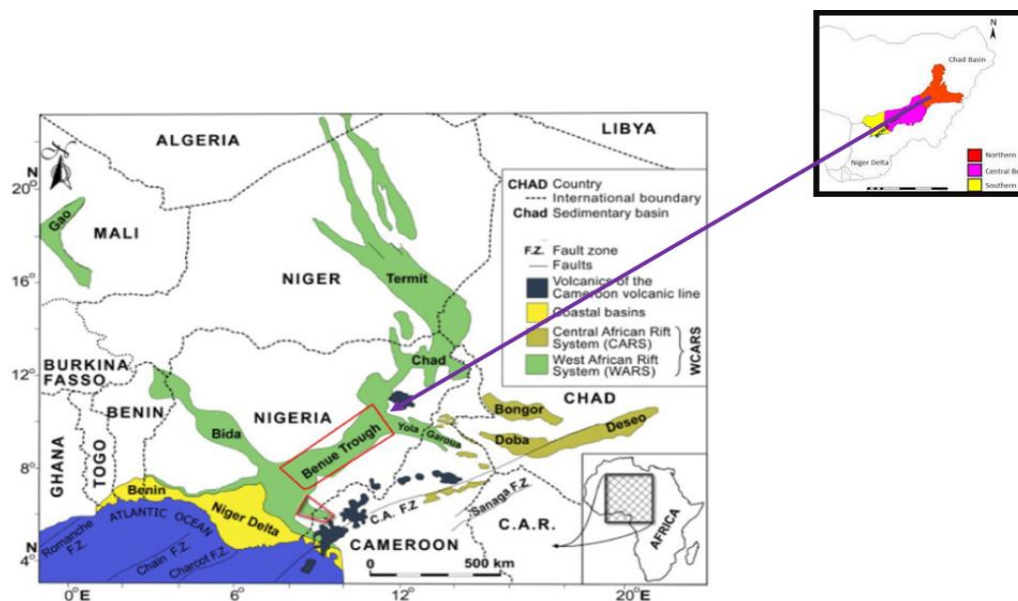 N
Chad Basin
Niger Delta
Northern
Central Be
Southern
ALGERIA
LIBYA
N
20°
16°
12°
8°
N
4°
Gao
MALI
NIGER
Termit
BURKINA
FASSO
BENIN
GHANA
TOGO
NIGERIA
Chad
CHAD
Bida
Benue Trough
Yola
Garoua
Bongor
Doba
Deseo
Benin
Niger Delta
ATLANTIC OCEAN
Romanche
F.Z.
Chain F.Z.
Charcot F.Z.
C.A. F.Z
Sanaga F.Z.
CAMEROON
C.A.R.
0 500 km
AFRICA
CHAD Country
International boundary
Chad Sedimentary basin
F.Z. Fault zone
Faults
Volcanics of the
Cameroon volcanic line
Coastal basins
Central African Rift
System (CARS)
West African Rift
System (WARS)
WCARS
0°E
6°
12°
20°E